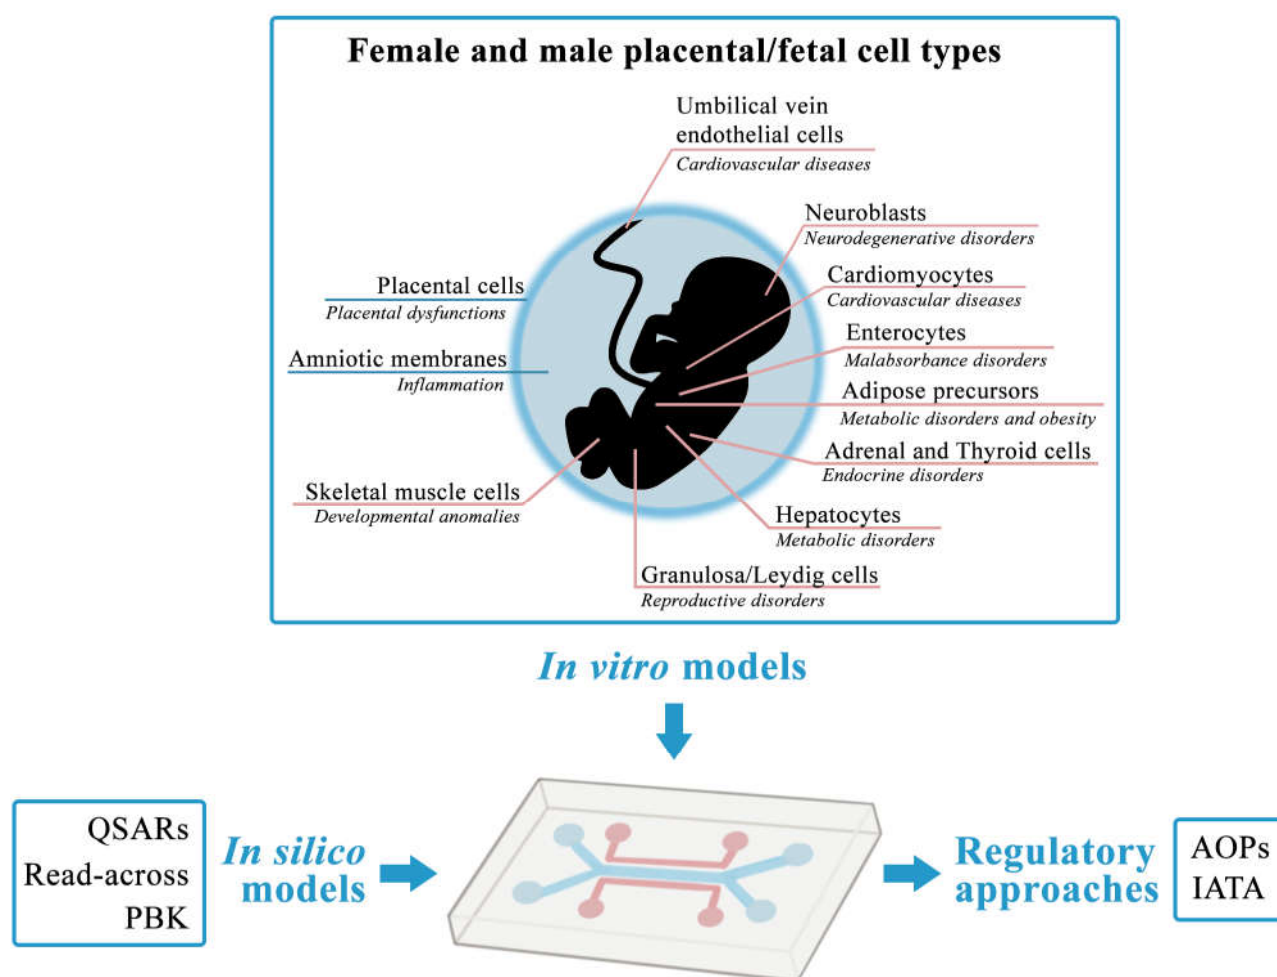 Female and male placental/fetal cell types
Umbilical vein
endothelial cells
Cardiovascular diseases
Neuroblasts
Neurodegenerative disorders
Cardiomyocytes
Cardiovascular diseases
Enterocytes
Malabsorbance disorders
Adipose precursors
Metabolic disorders and obesity
Adrenal and Thyroid cells
Endocrine disorders
Hepatocytes
Metabolic disorders
Granulosa/Leydig cells
Reproductive disorders
Placental cells
Placental dysfunctions
Amniotic membranes
Inflammation
Skeletal muscle cells
Developmental anomalies
In vitro models
QSARs
Read-across
PBK
In silico
models
Regulatory
approaches
AOPs
IATA